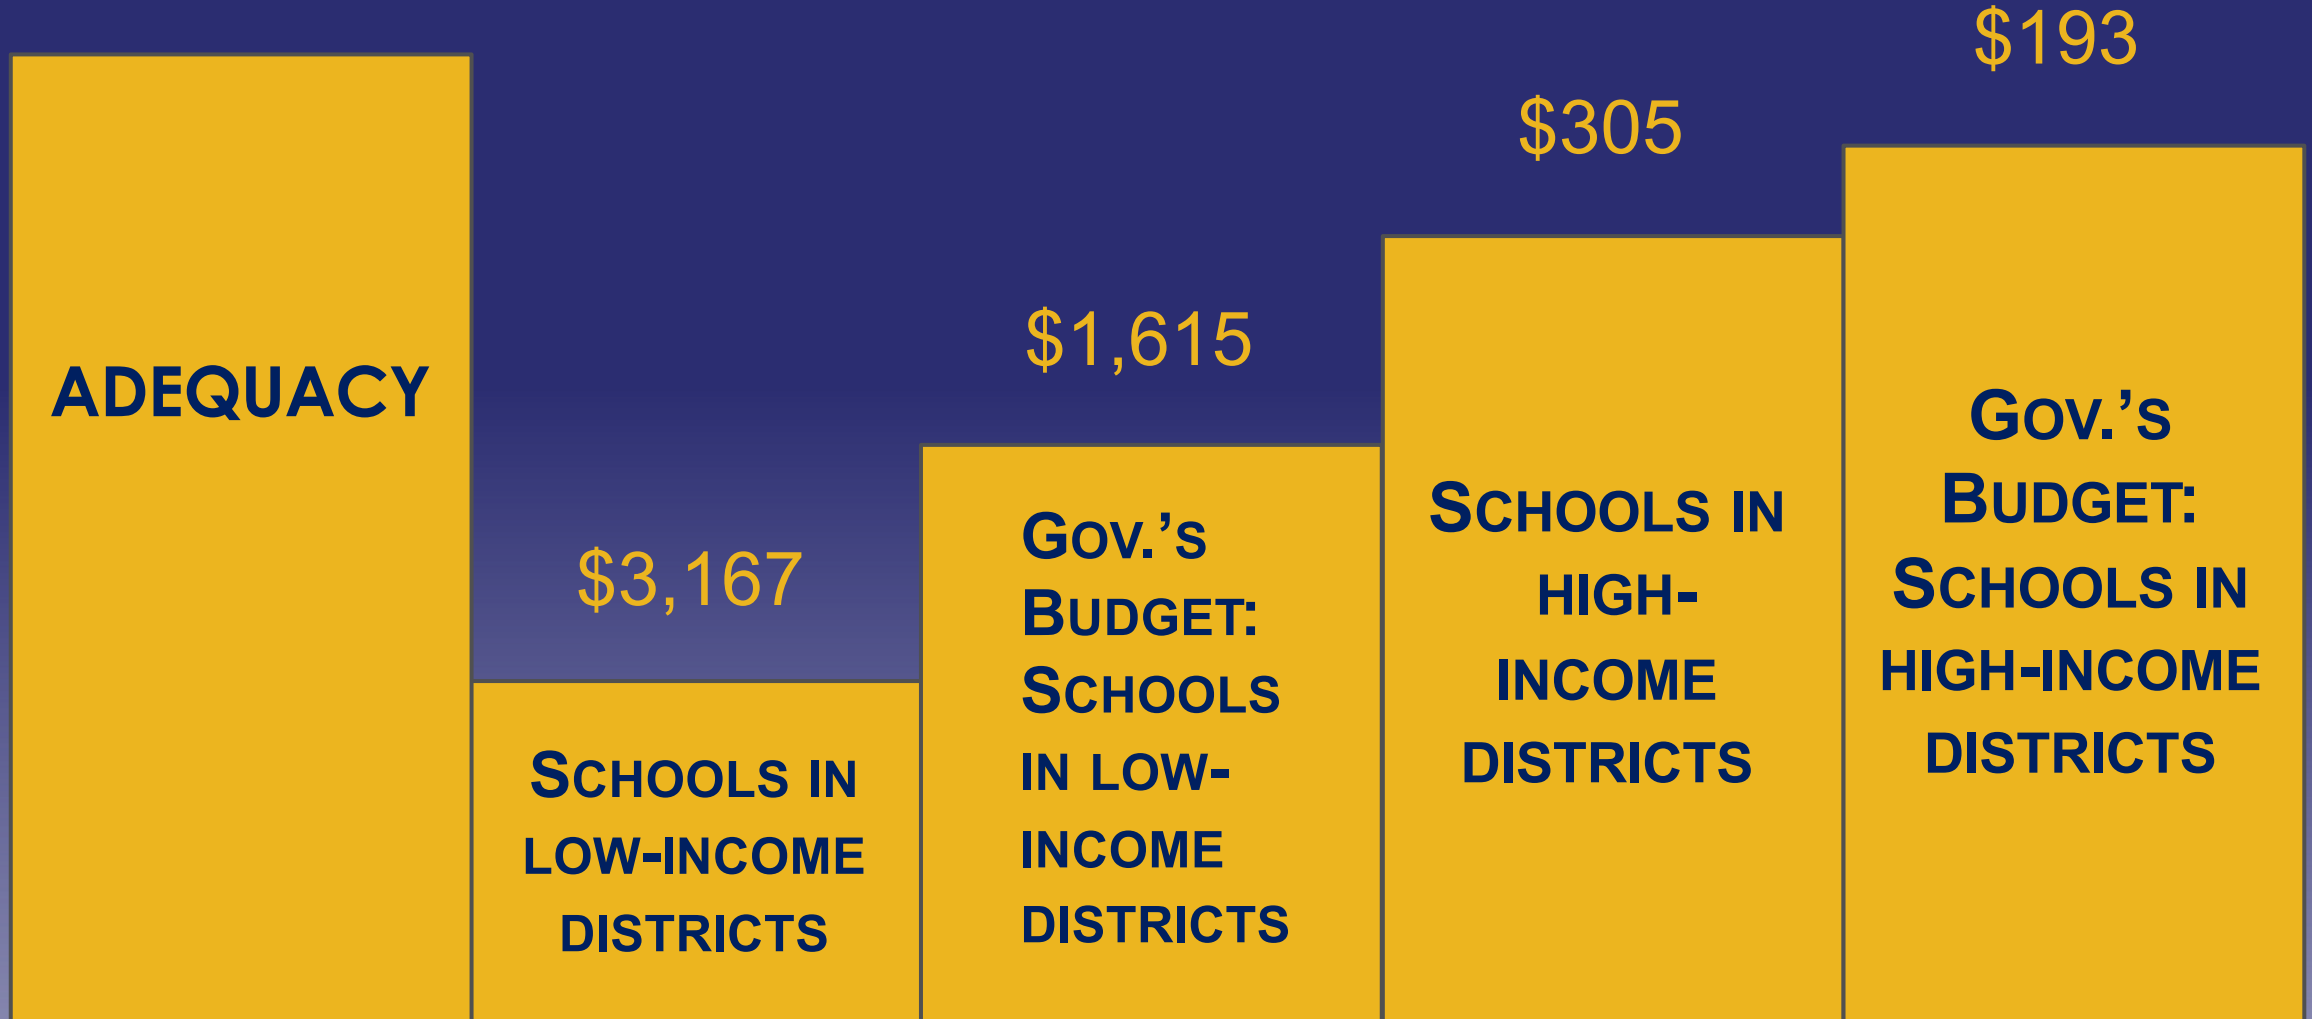 ADEQUACY
$3,167
SCHOOLS IN
LOW-INCOME
DISTRICTS
$1,615
GOV.’S
BUDGET:
SCHOOLS
IN LOW-
INCOME
DISTRICTS
$305
SCHOOLS IN
HIGH-
INCOME
DISTRICTS
$193
GOV.’S
BUDGET:
SCHOOLS IN
HIGH-INCOME
DISTRICTS